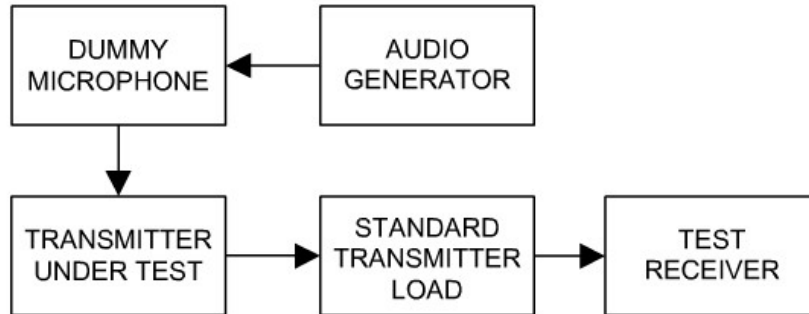 DUMMY
MICROPHONE
AUDIO
GENERATOR
TRANSMITTER
UNDER TEST
STANDARD
TRANSMITTER
LOAD
TEST
RECEIVER